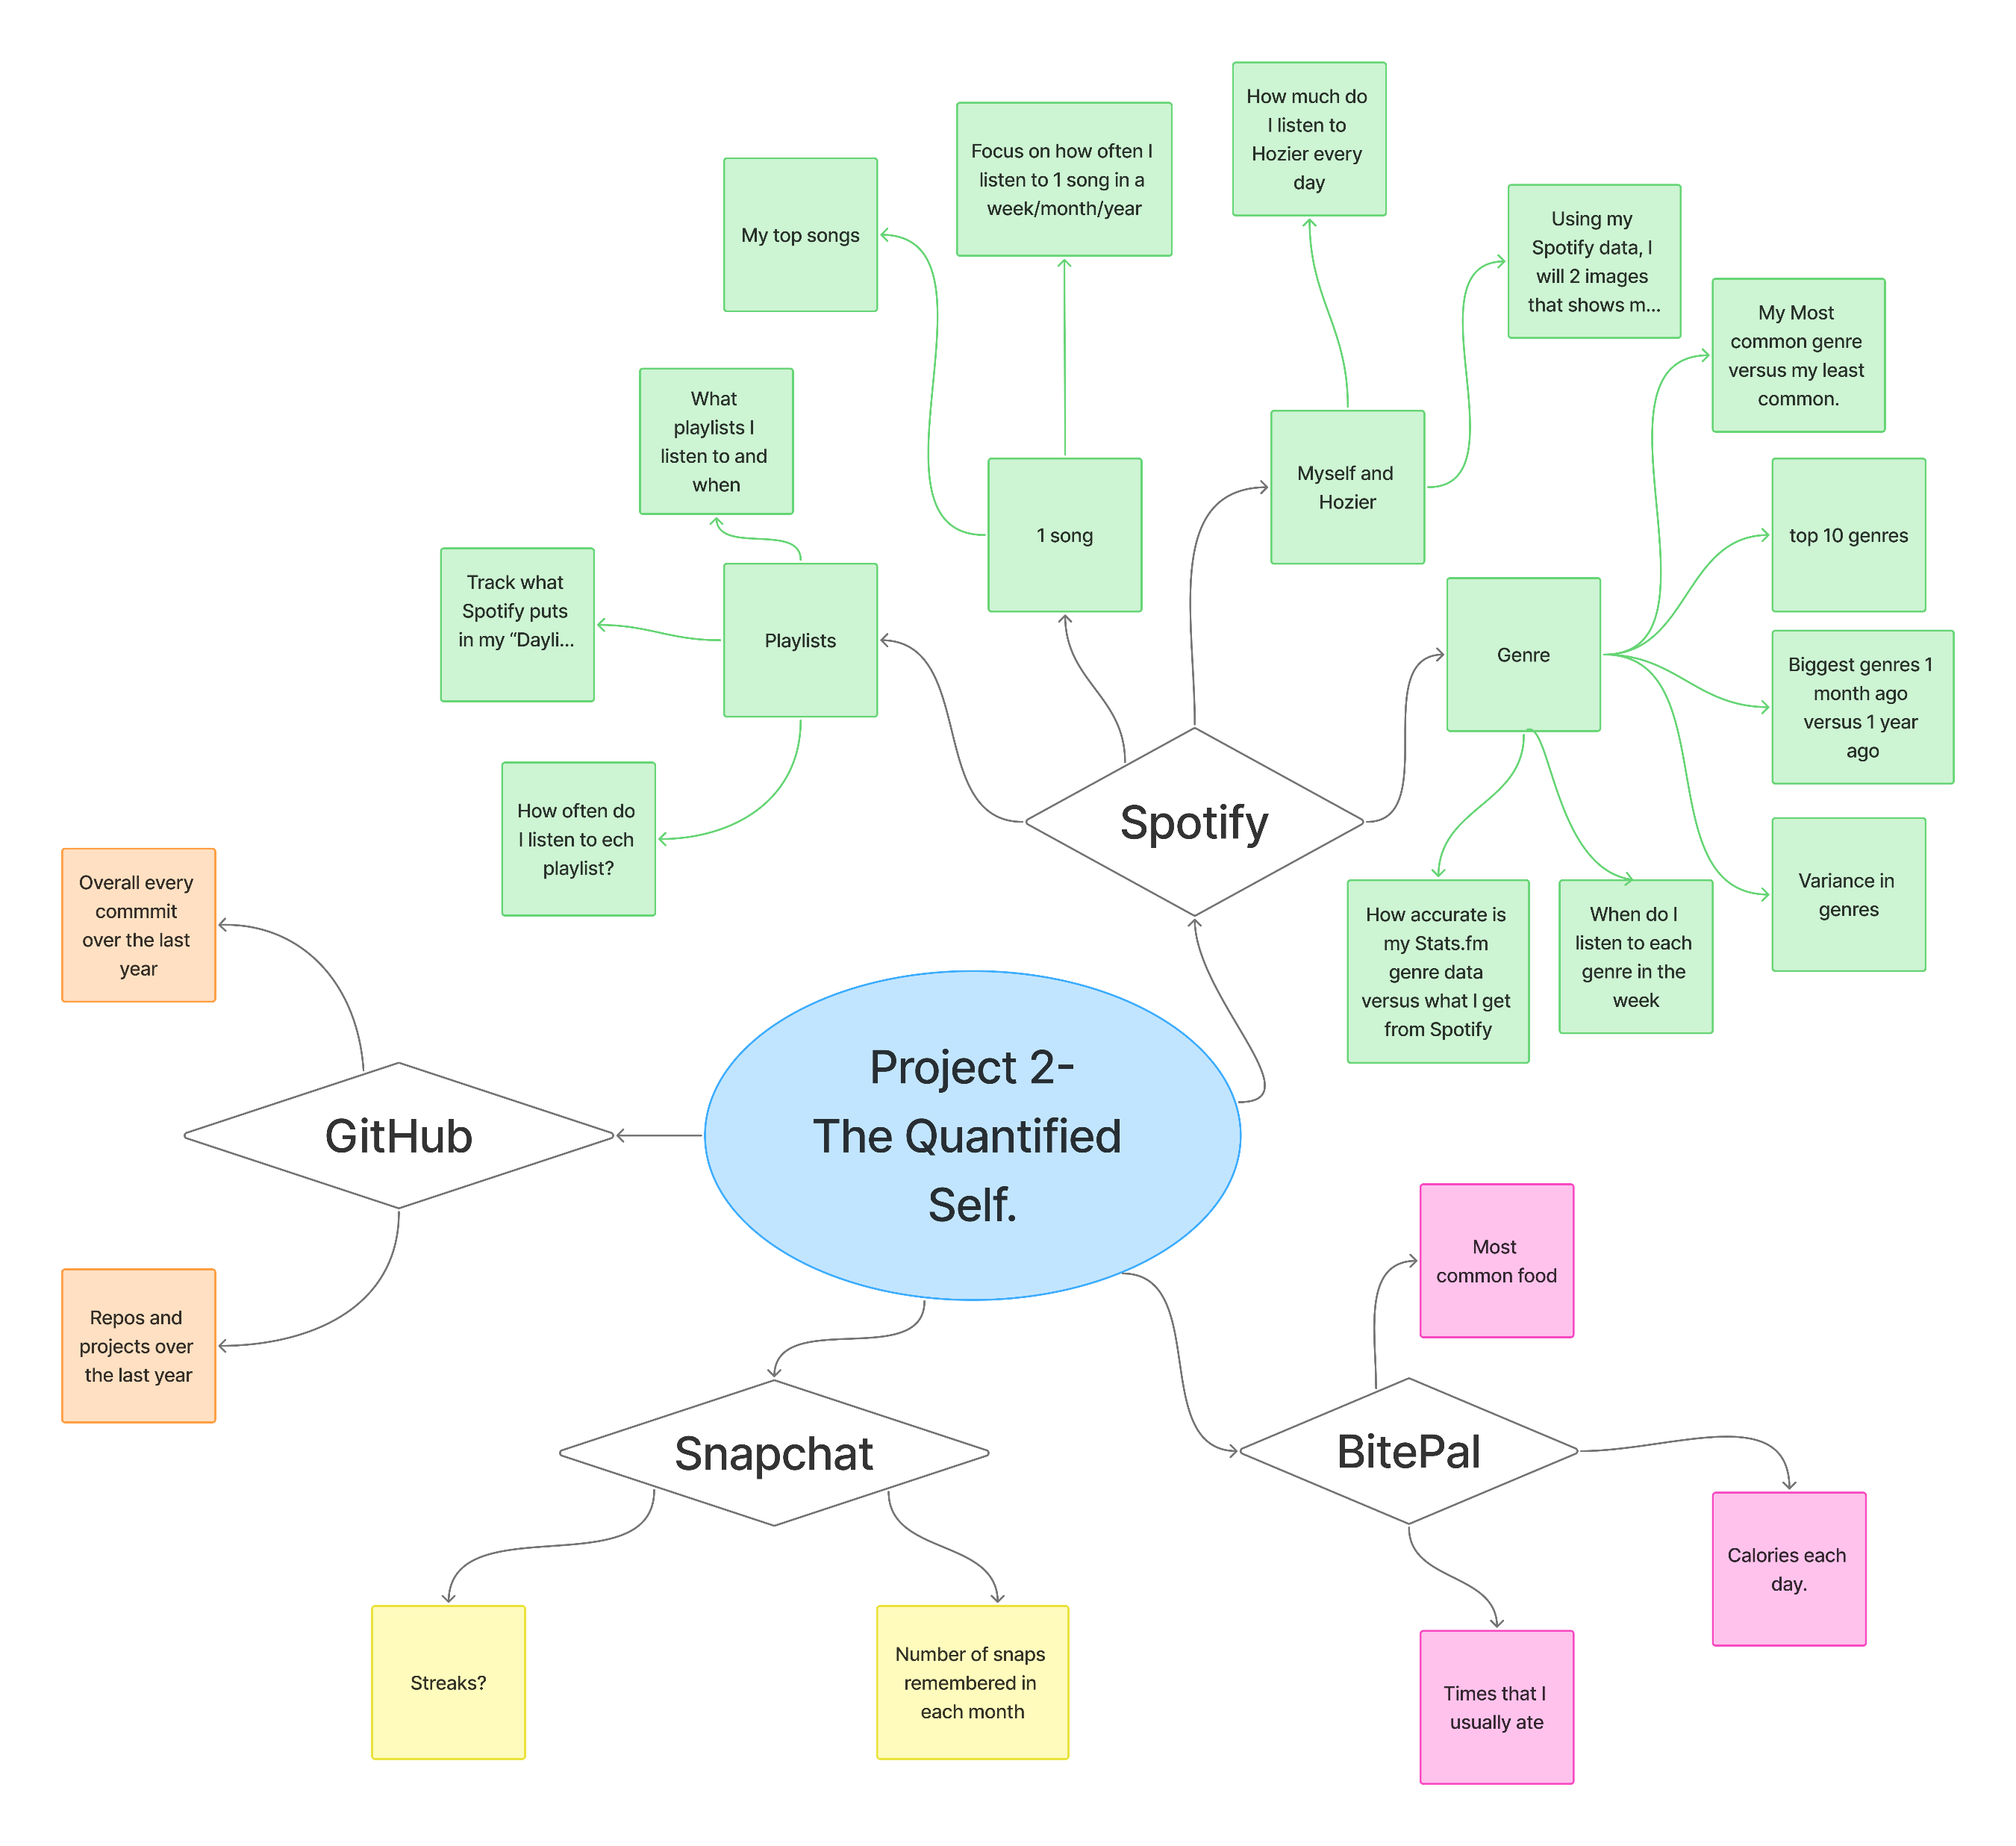 How much do
I listen to
Hozier every
day
Focus on how often I
listen to 1 song in a
week/month/year
My top songs
Using my
Spotify data, I
will 2 images
that shows m...
My Most
common genre
versus my least
common.
What
playlists I
listen to and
when
Myself and
Hozier
1 song
top 10 genres
Track what
Spotify puts
in my “Dayli...
Playlists
Genre
Biggest genres 1
month ago
versus 1 year
ago
How often do
I listen to ech
playlist?
Spotify
Variance in
genres
Overall every
commmit
over the last
year
How accurate is
my Stats.fm
genre data
versus what I get
from Spotify
When do I
listen to each
genre in the
week
Project 2-
The Quantified
Self.
GitHub
Most
common food
Repos and
projects over
the last year
Snapchat
BitePal
Calories each
day.
Streaks?
Number of snaps
remembered in
each month
Times that I
usually ate